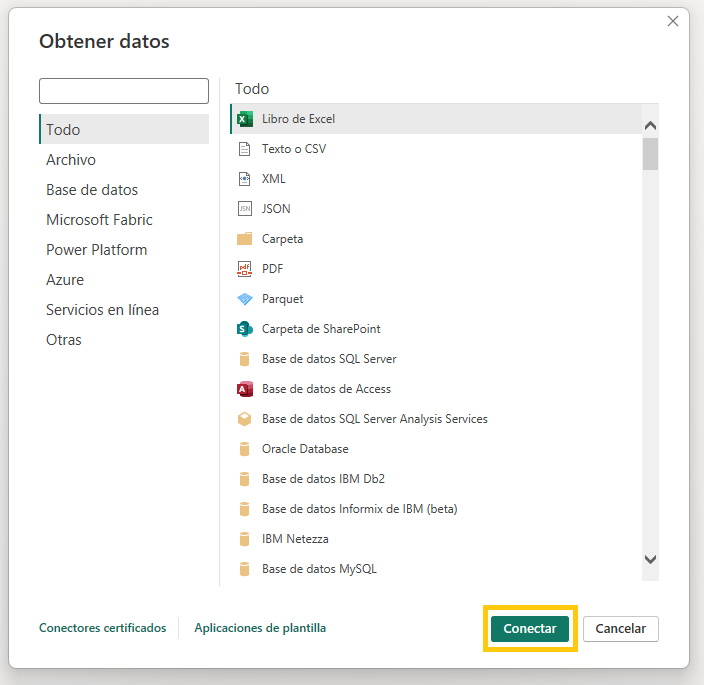 Obtener datos
Todo
Archivo
Base de datos
Microsoft Fabric
Power Platform
Azure
Servicios en línea
Otras
Todo
Libro de Excel
Texto o CSV
XML
JSON
Carpeta
PDF
Parquet
Carpeta de SharePoint
Base de datos SQL Server
Base de datos de Access
Base de datos SQL Server Analysis Services
Oracle Database
Base de datos IBM Db2
Base de datos Informix de IBM (beta)
IBM Netezza
Base de datos MySQL
Conectores certificados
Aplicaciones de plantilla
Conectar
Cancelar